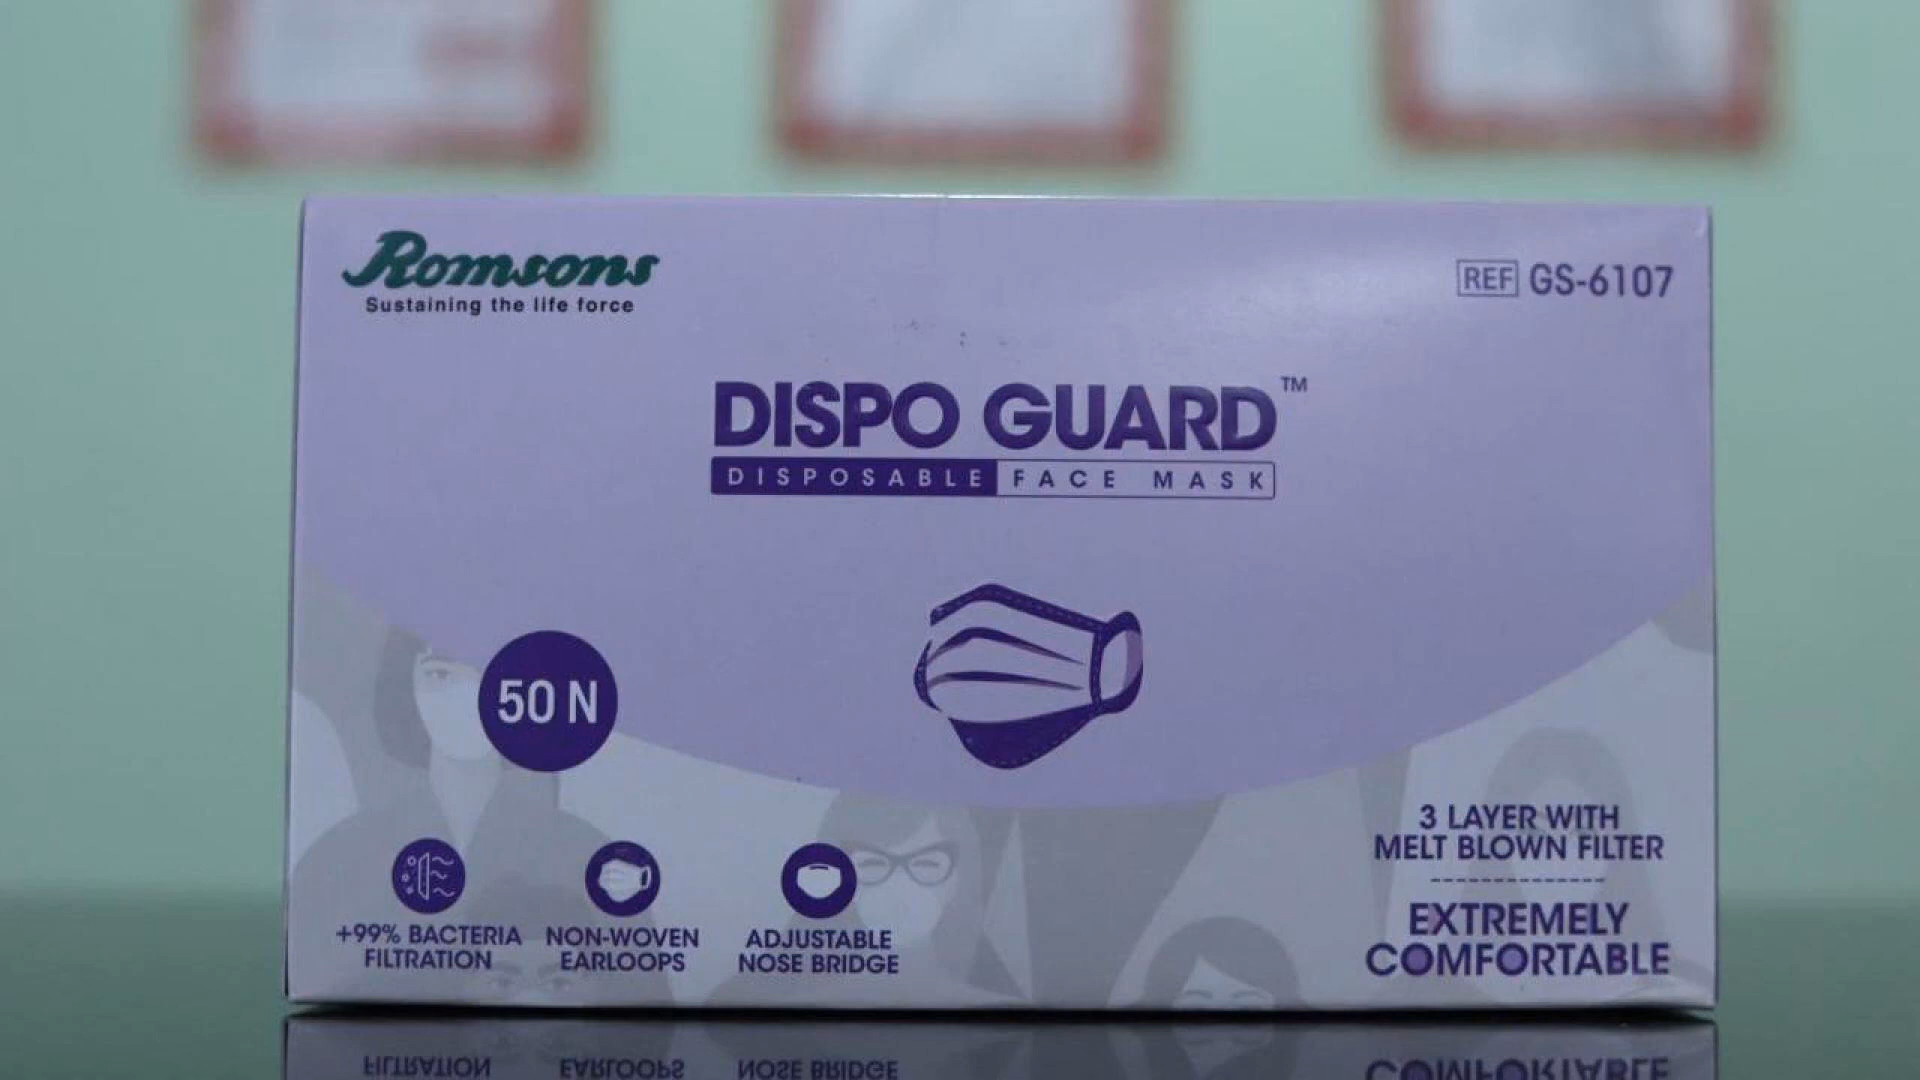 Romsons
Sustaining the life force
REF GS-6107
DISPO GUARD™
DISPOSABLE FACE MASK
50 N
+99% BACTERIA
FILTRATION
NON-WOVEN
EARLOOPS
ADJUSTABLE
NOSE BRIDGE
3 LAYER WITH
MELT BLOWN FILTER
EXTREMELY
COMFORTABLE